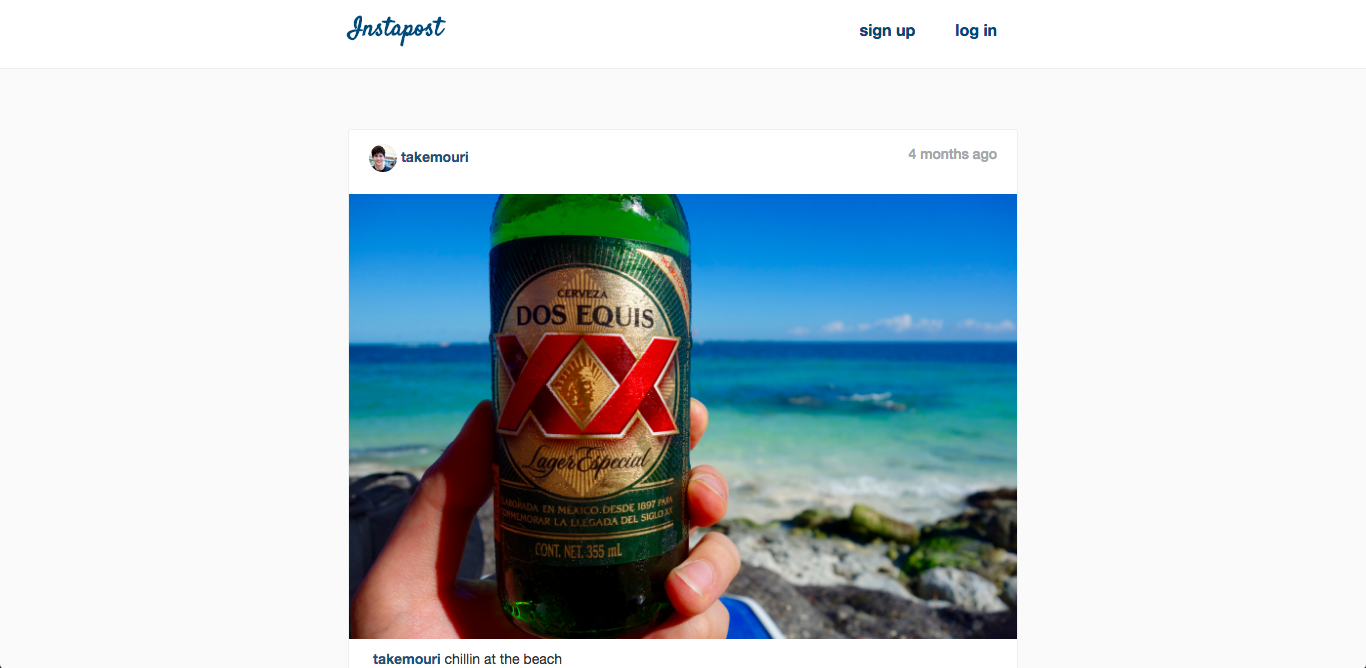 Instapost
sign up
log in
takemouri
4 months ago
CERVEZA
DOS EQUIS
XX
Lager Especial
ELABORADA EN MÉXICO, DESDE 1897 PARA
CONMEMORAR LA LLEGADA DEL SIGLO XX
CONT. NET. 355 mL
takemouri chillin at the beach